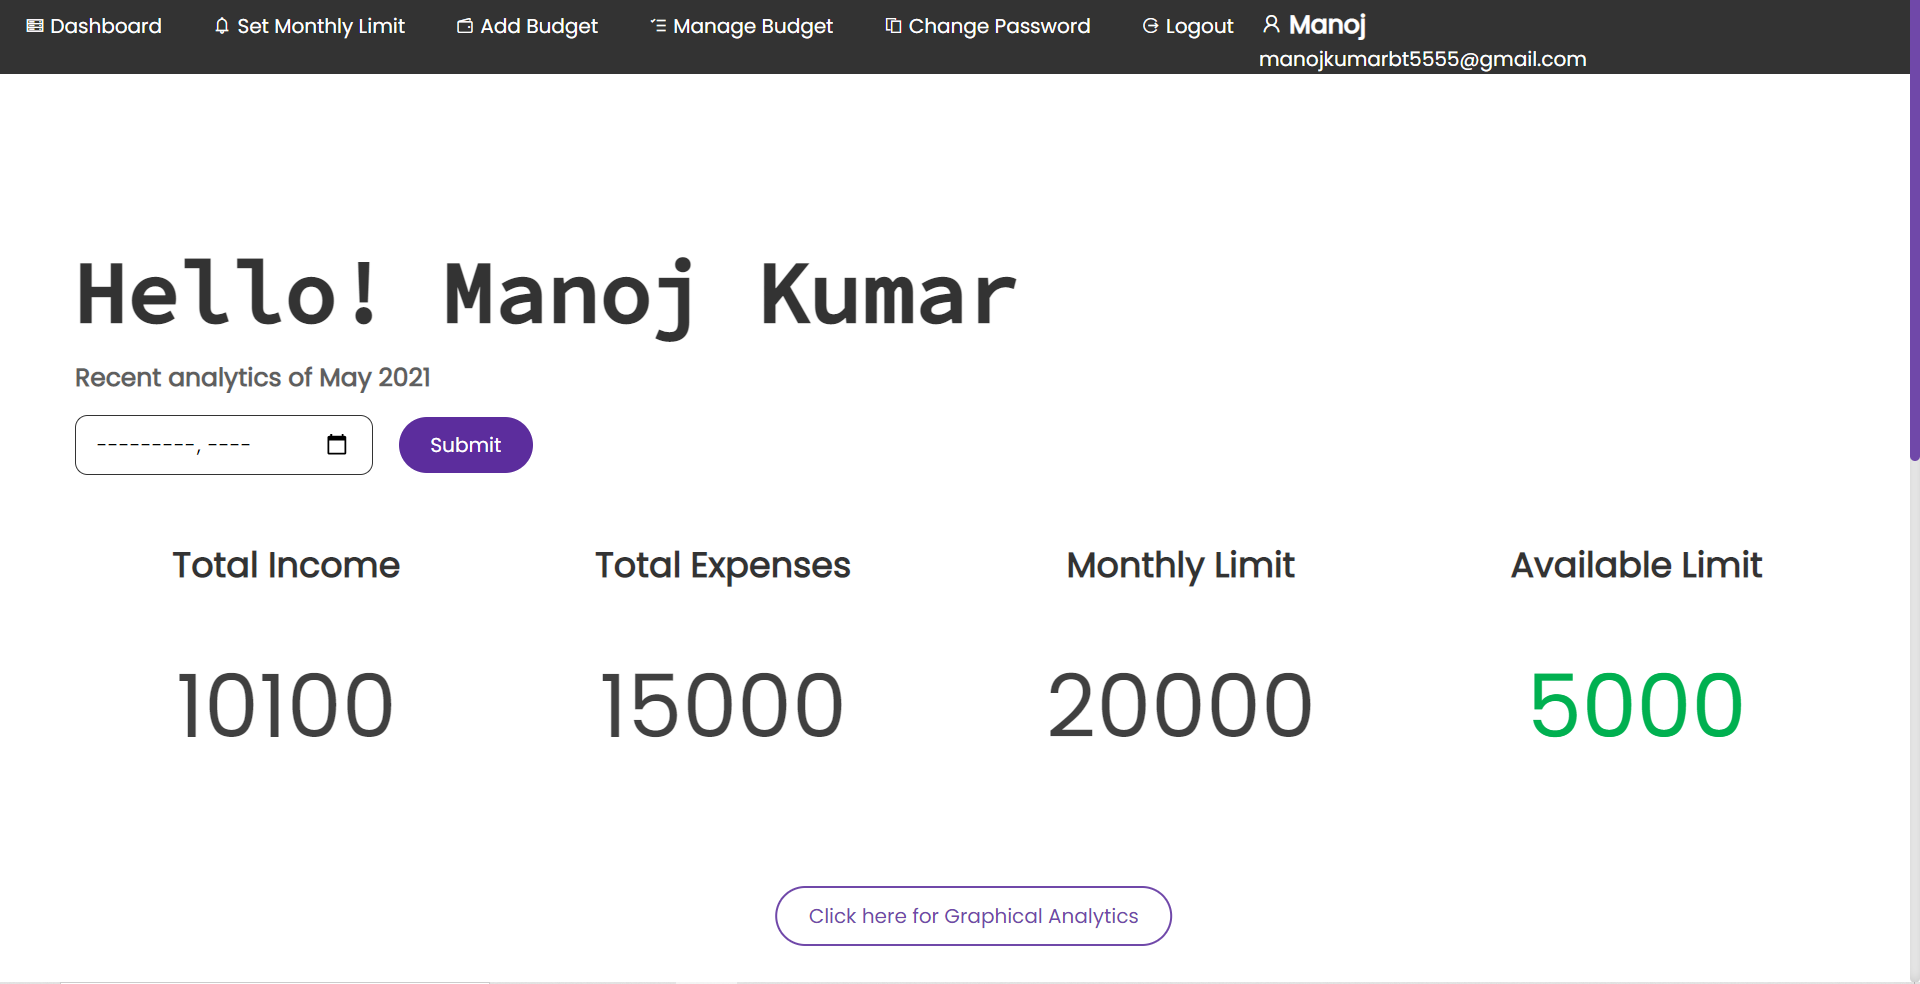 Dashboard Set Monthly Limit Add Budget Manage Budget Change Password Logout Manoj
manojkumarbt5555@gmail.com
Hello! Manoj Kumar
Recent analytics of May 2021
---------, ----
Submit
Total Income Total Expenses Monthly Limit Available Limit
10100 15000 20000 5000
Click here for Graphical Analytics